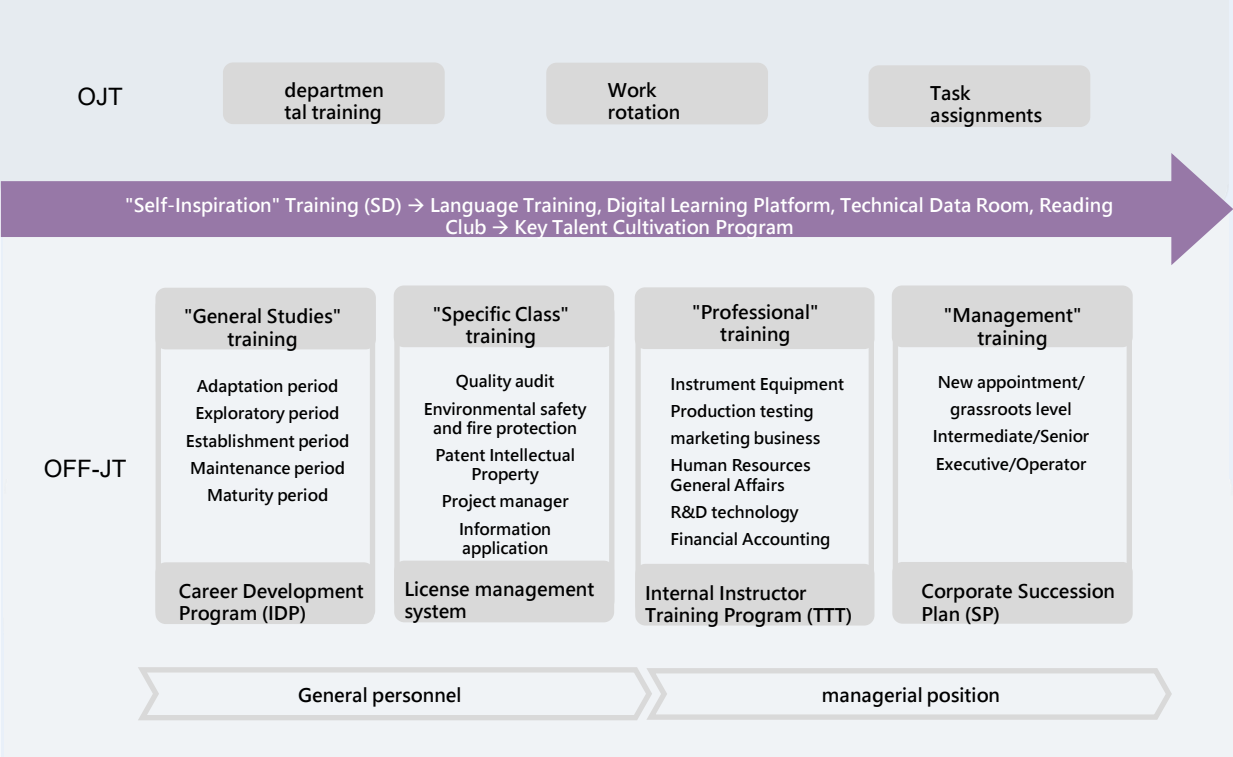 OJT
departmen
tal training
Work
rotation
Task
assignments
"Self-Inspiration" Training (SD) → Language Training, Digital Learning Platform, Technical Data Room, Reading
Club → Key Talent Cultivation Program
OFF-JT
"General Studies"
training
Adaptation period
Exploratory period
Establishment period
Maintenance period
Maturity period
Career Development
Program (IDP)
"Specific Class"
training
Quality audit
Environmental safety
and fire protection
Patent Intellectual
Property
Project manager
Information
application
License management
system
"Professional"
training
Instrument Equipment
Production testing
marketing business
Human Resources
General Affairs
R&D technology
Financial Accounting
Internal Instructor
Training Program (TTT)
"Management"
training
New appointment/
grassroots level
Intermediate/Senior
Executive/Operator
Corporate Succession
Plan (SP)
General personnel
managerial position